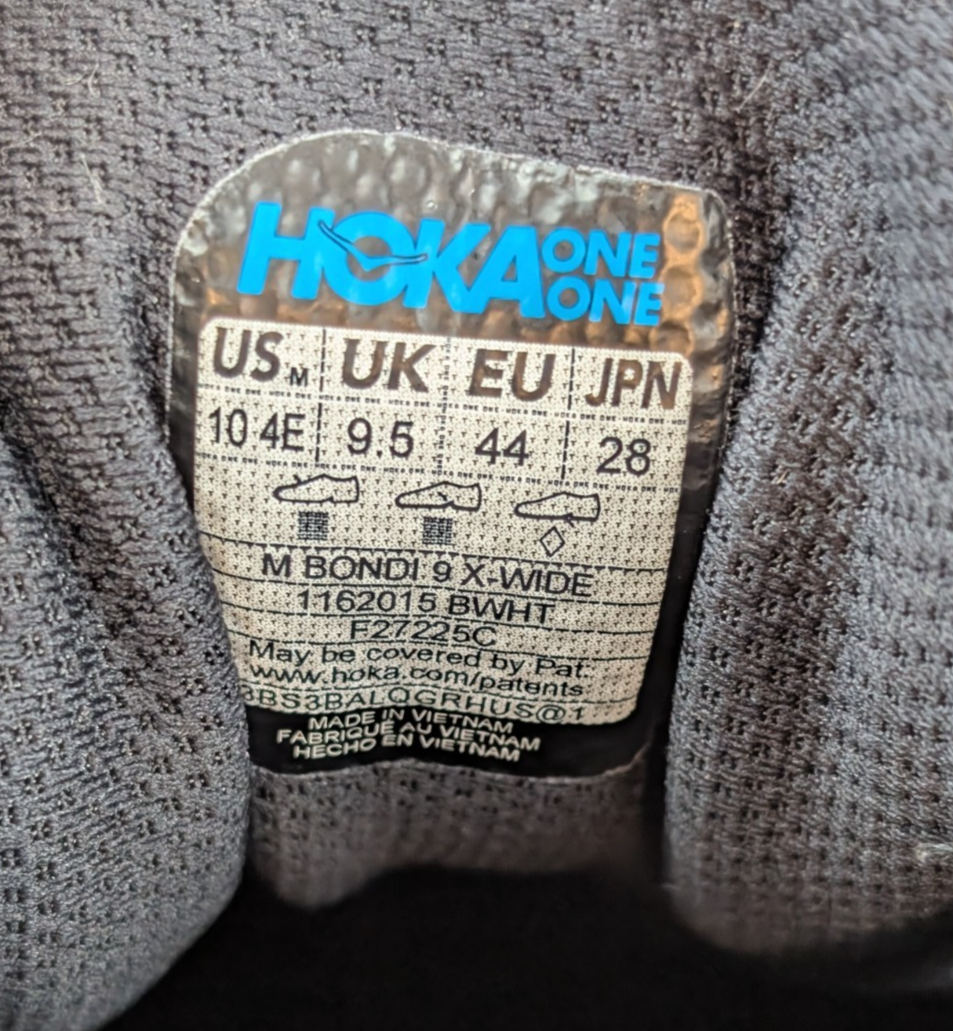 HOKA ONE ONE
US M UK EU JPN
10 4E 9.5 44 28
M BONDI 9 X-WIDE
1162015 BWHT
F27225C
May be covered by Pat.
www.hoka.com/patents
BS3BALQGRHUS@1
MADE IN VIETNAM
FABRIQUÉ AU VIETNAM
HECHO EN VIETNAM